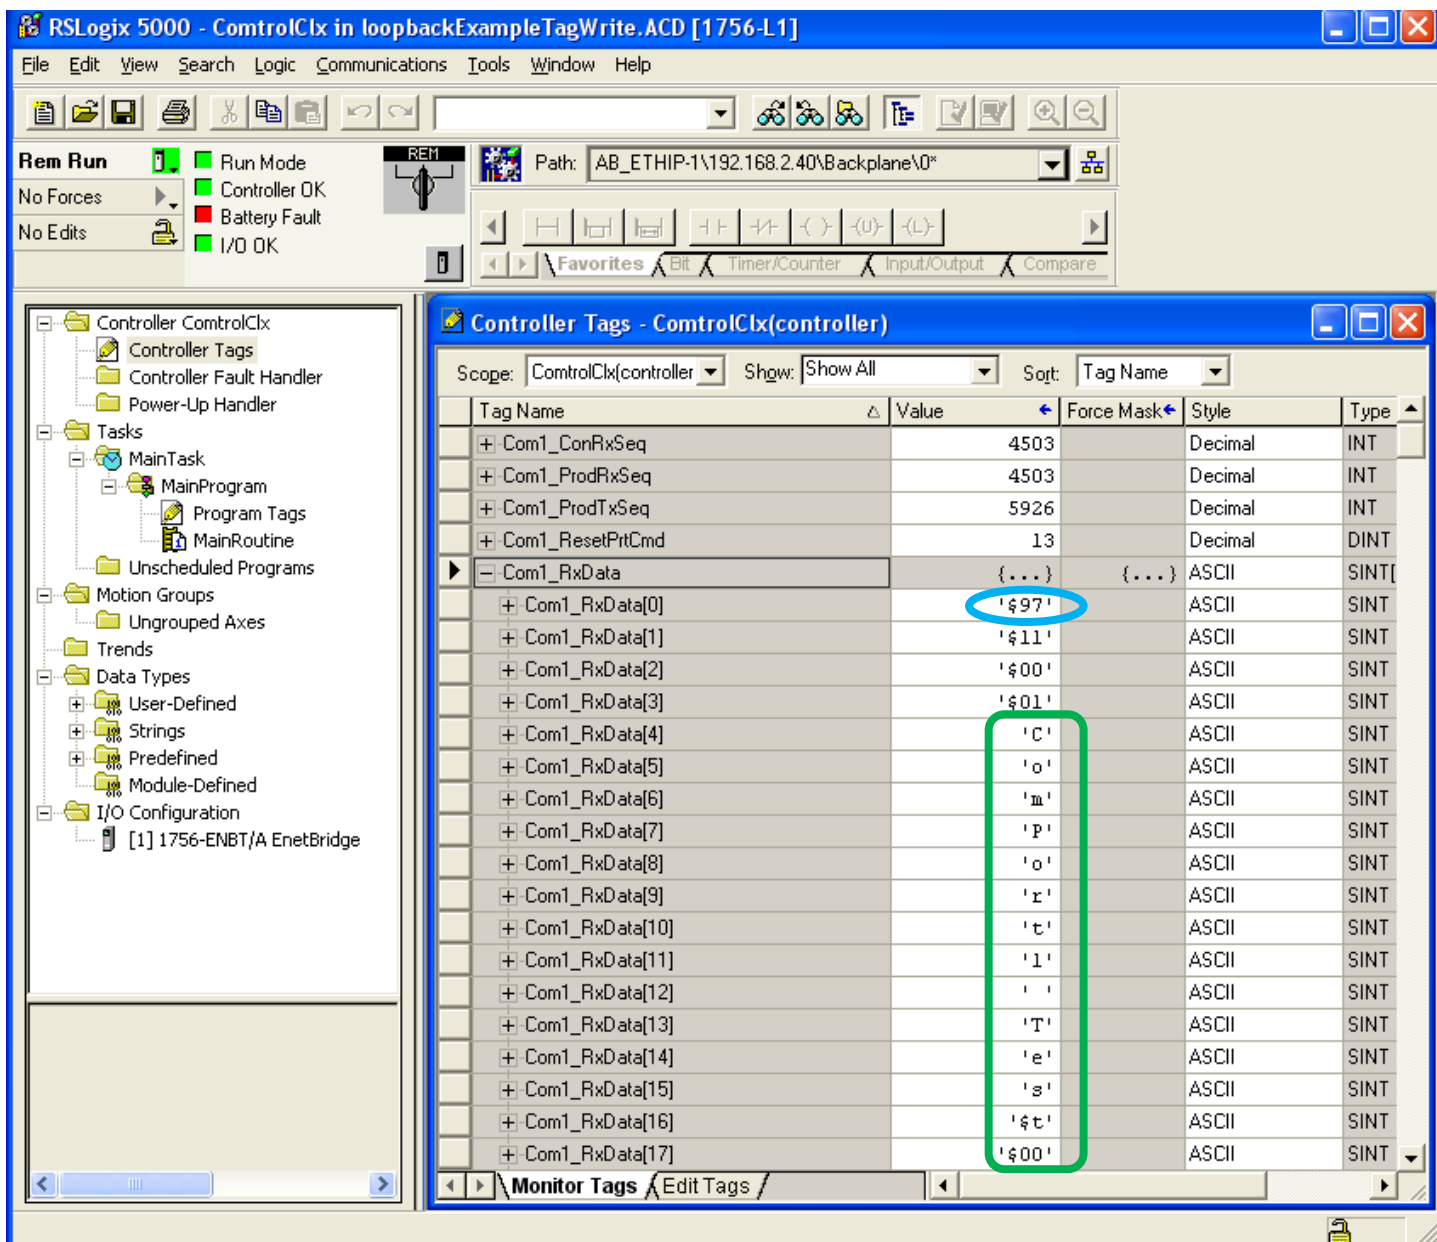 RSLogix 5000 - ComtrolClx in loopbackExampleTagWrite.ACD [1756-L1]
File Edit View Search Logic Communications Tools Window Help
Rem Run
No Forces
No Edits
Run Mode
Controller OK
Battery Fault
I/O OK
REM
Path: AB_ETHIP-1\192.168.2.40\Backplane\0*
Favorites Bit Timer/Counter Input/Output Compare
Controller ComtrolClx
Controller Tags
Controller Fault Handler
Power-Up Handler
Tasks
MainTask
MainProgram
Program Tags
MainRoutine
Unscheduled Programs
Motion Groups
Ungrouped Axes
Trends
Data Types
User-Defined
Strings
Predefined
Module-Defined
I/O Configuration
[1] 1756-ENBT/A EnetBridge
Controller Tags - ComtrolClx(controller)
Scope: ComtrolClx(controller Show: Show All Sort: Tag Name
Tag Name Value Force Mask Style Type
Com1_ConRxSeq 4503 Decimal INT
Com1_ProdRxSeq 4503 Decimal INT
Com1_ProdTxSeq 5926 Decimal INT
Com1_ResetPrtCmd 13 Decimal DINT
Com1_RxData {...} {...} ASCII SINT[
Com1_RxData[0] '$97' ASCII SINT
Com1_RxData[1] '$11' ASCII SINT
Com1_RxData[2] '$00' ASCII SINT
Com1_RxData[3] '$01' ASCII SINT
Com1_RxData[4] 'C' ASCII SINT
Com1_RxData[5] 'o' ASCII SINT
Com1_RxData[6] 'm' ASCII SINT
Com1_RxData[7] 'P' ASCII SINT
Com1_RxData[8] 'o' ASCII SINT
Com1_RxData[9] 'r' ASCII SINT
Com1_RxData[10] 't' ASCII SINT
Com1_RxData[11] '1' ASCII SINT
Com1_RxData[12] ' ' ASCII SINT
Com1_RxData[13] 'T' ASCII SINT
Com1_RxData[14] 'e' ASCII SINT
Com1_RxData[15] 's' ASCII SINT
Com1_RxData[16] '$t' ASCII SINT
Com1_RxData[17] '$00' ASCII SINT
Monitor Tags Edit Tags